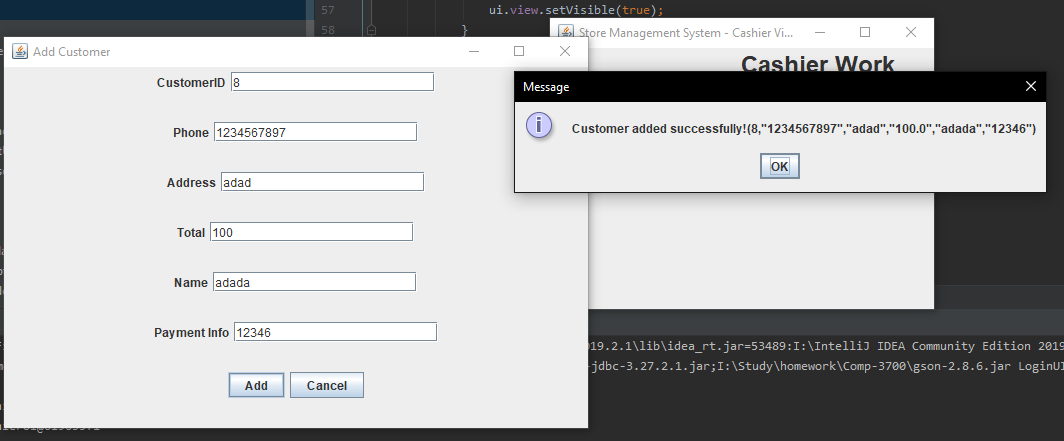 57 ui.view.setVisible(true);
58 }
Store Management System - Cashier Vi...
Cashier Work
Add Customer
CustomerID 8
Phone 1234567897
Address adad
Total 100
Name adada
Payment Info 12346
Add Cancel
Message
Customer added successfully!(8,"1234567897","adad","100.0","adada","12346")
OK
019.2.1\lib\idea_rt.jar=53489:I:\IntelliJ IDEA Community Edition 2019
-jdbc-3.27.2.1.jar;I:\Study\homework\Comp-3700\gson-2.8.6.jar LoginUI